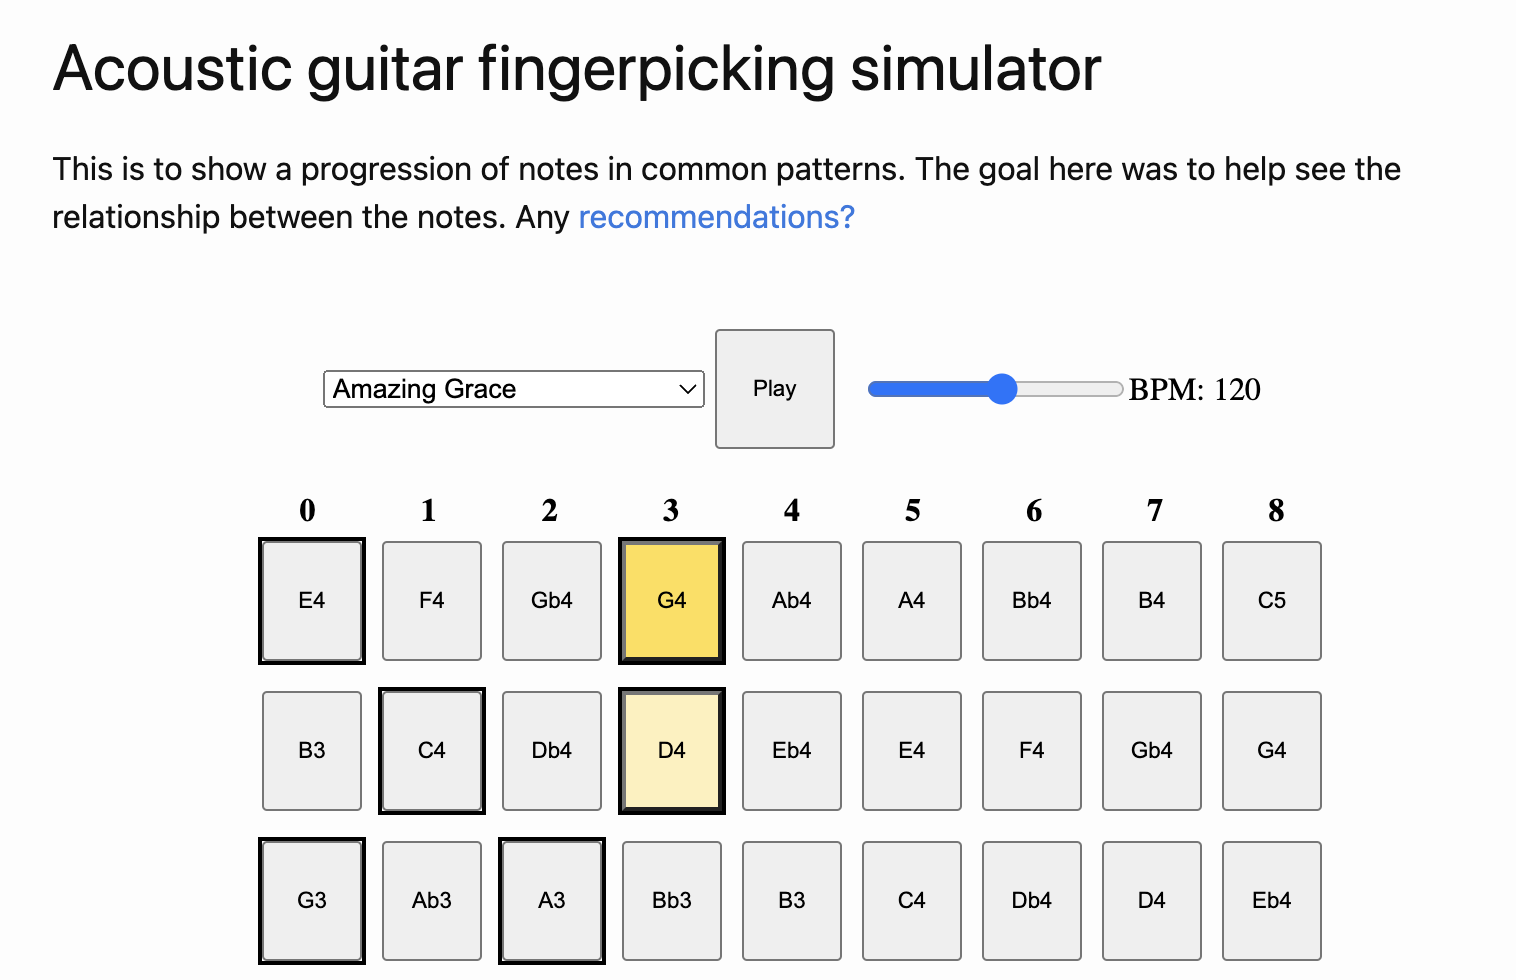 Acoustic guitar fingerpicking simulator
This is to show a progression of notes in common patterns. The goal here was to help see the
relationship between the notes. Any recommendations?
Amazing Grace Play BPM: 120
0 1 2 3 4 5 6 7 8
E4 F4 Gb4 G4 Ab4 A4 Bb4 B4 C5
B3 C4 Db4 D4 Eb4 E4 F4 Gb4 G4
G3 Ab3 A3 Bb3 B3 C4 Db4 D4 Eb4